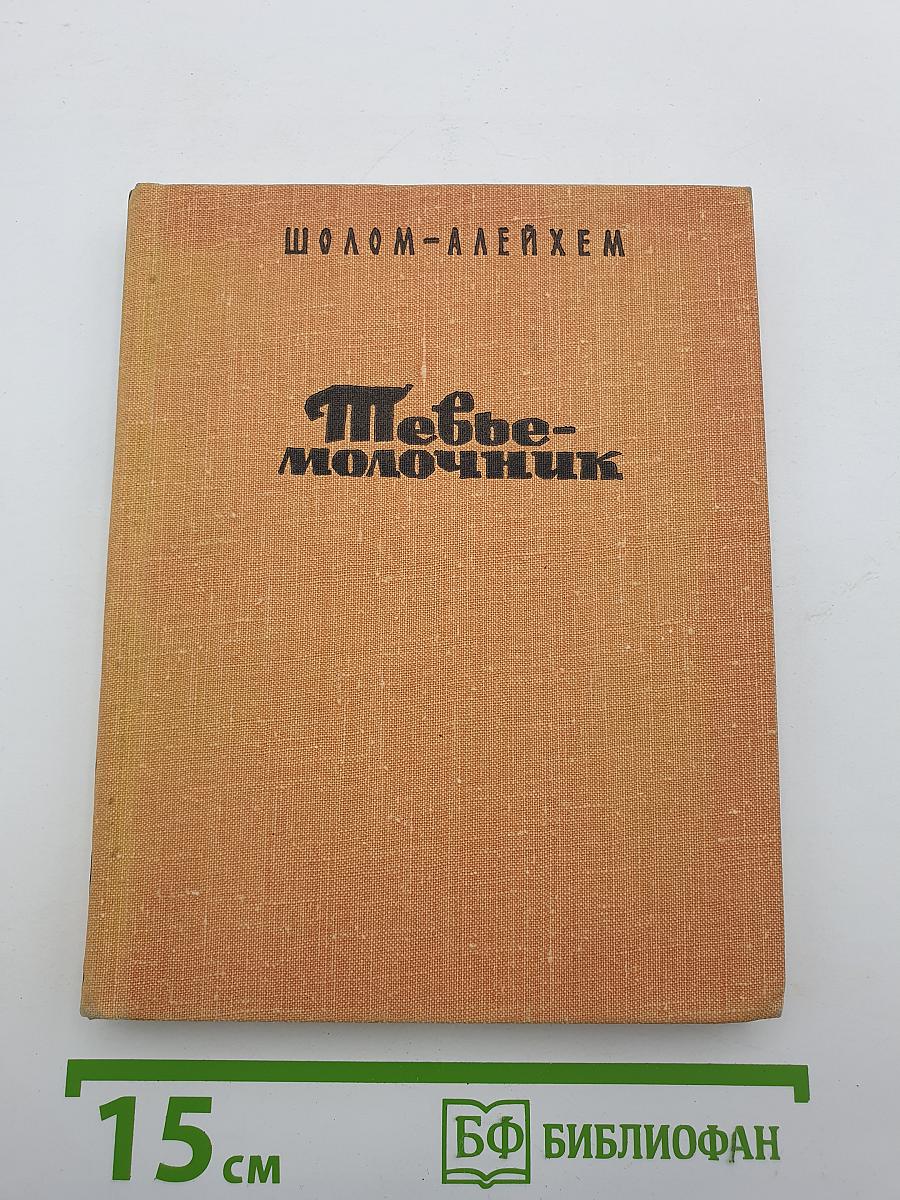 ШОЛОМ-АЛЕЙХЕМ
Тевье-
молочник
15 см
БФ БИБЛИОФАН